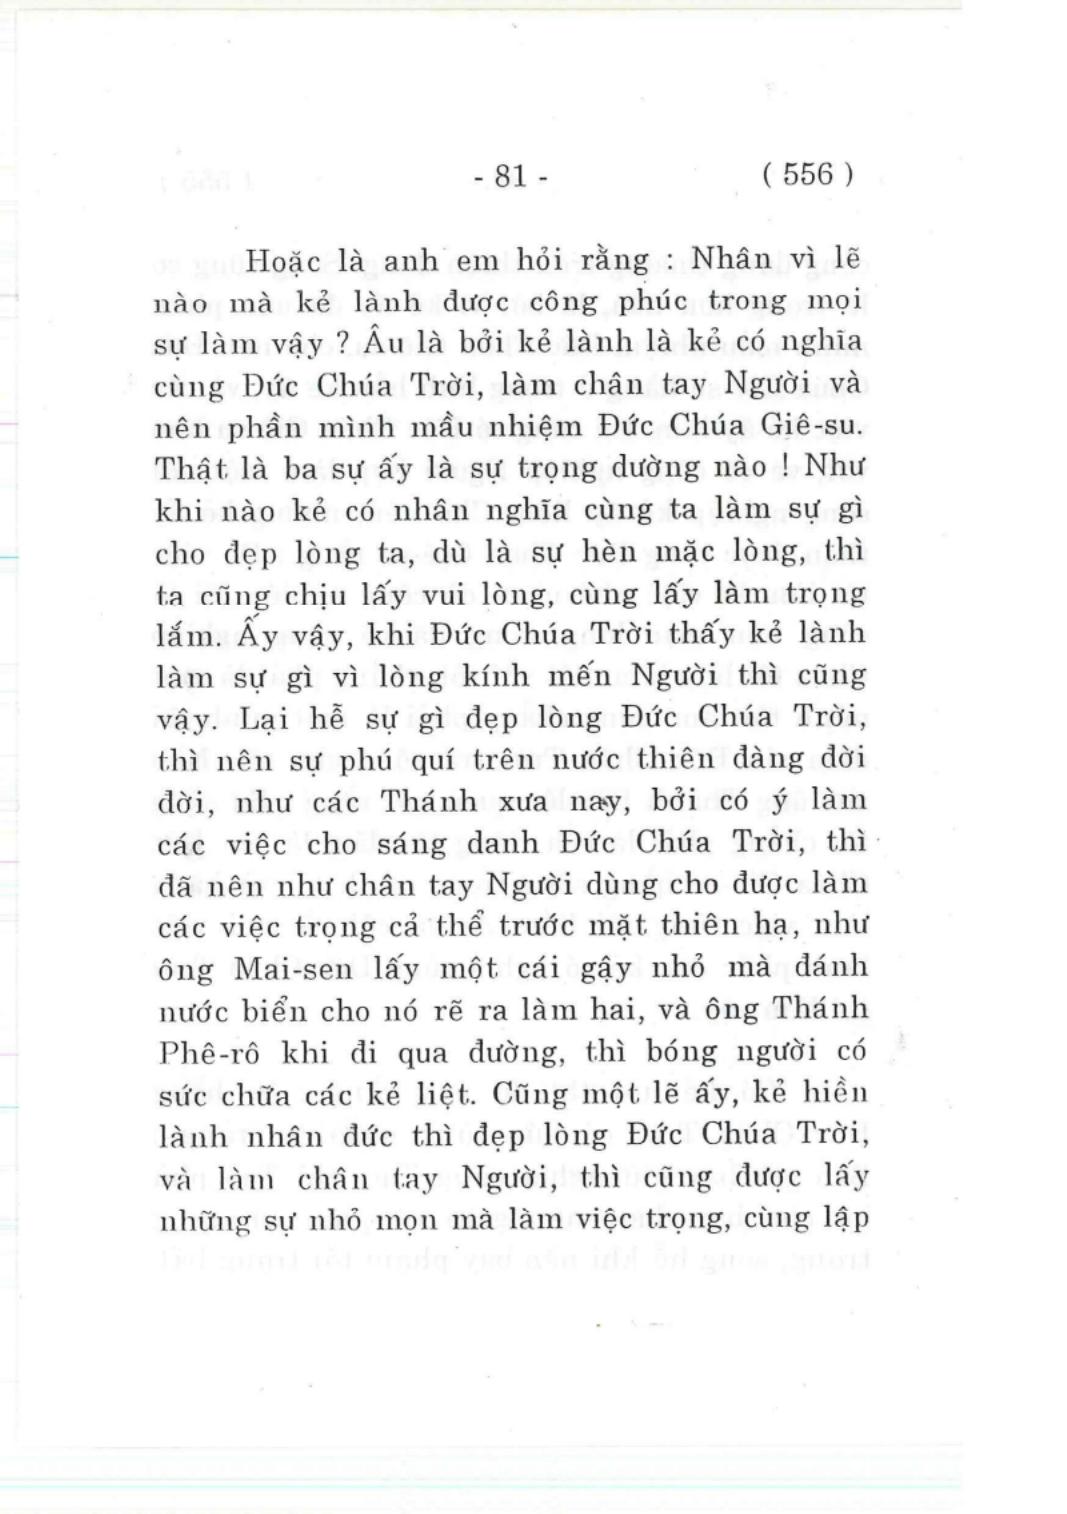 - 81 - ( 556 )
Hoặc là anh em hỏi rằng : Nhân vì lẽ
nào mà kẻ lành được công phúc trong mọi
sự làm vậy ? Âu là bởi kẻ lành là kẻ có nghĩa
cùng Đức Chúa Trời, làm chân tay Người và
nên phần mình mầu nhiệm Đức Chúa Giê-su.
Thật là ba sự ấy là sự trọng dường nào ! Như
khi nào kẻ có nhân nghĩa cùng ta làm sự gì
cho đẹp lòng ta, dù là sự hèn mặc lòng, thì
ta cũng chịu lấy vui lòng, cùng lấy làm trọng
lắm. Ấy vậy, khi Đức Chúa Trời thấy kẻ lành
làm sự gì vì lòng kính mến Người thì cũng
vậy. Lại hễ sự gì đẹp lòng Đức Chúa Trời,
thì nên sự phú quí trên nước thiên đàng đời
đời, như các Thánh xưa nay, bởi có ý làm
các việc cho sáng danh Đức Chúa Trời, thì
đã nên như chân tay Người dùng cho được làm
các việc trọng cả thể trước mặt thiên hạ, như
ông Mai-sen lấy một cái gậy nhỏ mà đánh
nước biển cho nó rẽ ra làm hai, và ông Thánh
Phê-rô khi đi qua đường, thì bóng người có
sức chữa các kẻ liệt. Cũng một lẽ ấy, kẻ hiền
lành nhân đức thì đẹp lòng Đức Chúa Trời,
và làm chân tay Người, thì cũng được lấy
những sự nhỏ mọn mà làm việc trọng, cùng lập